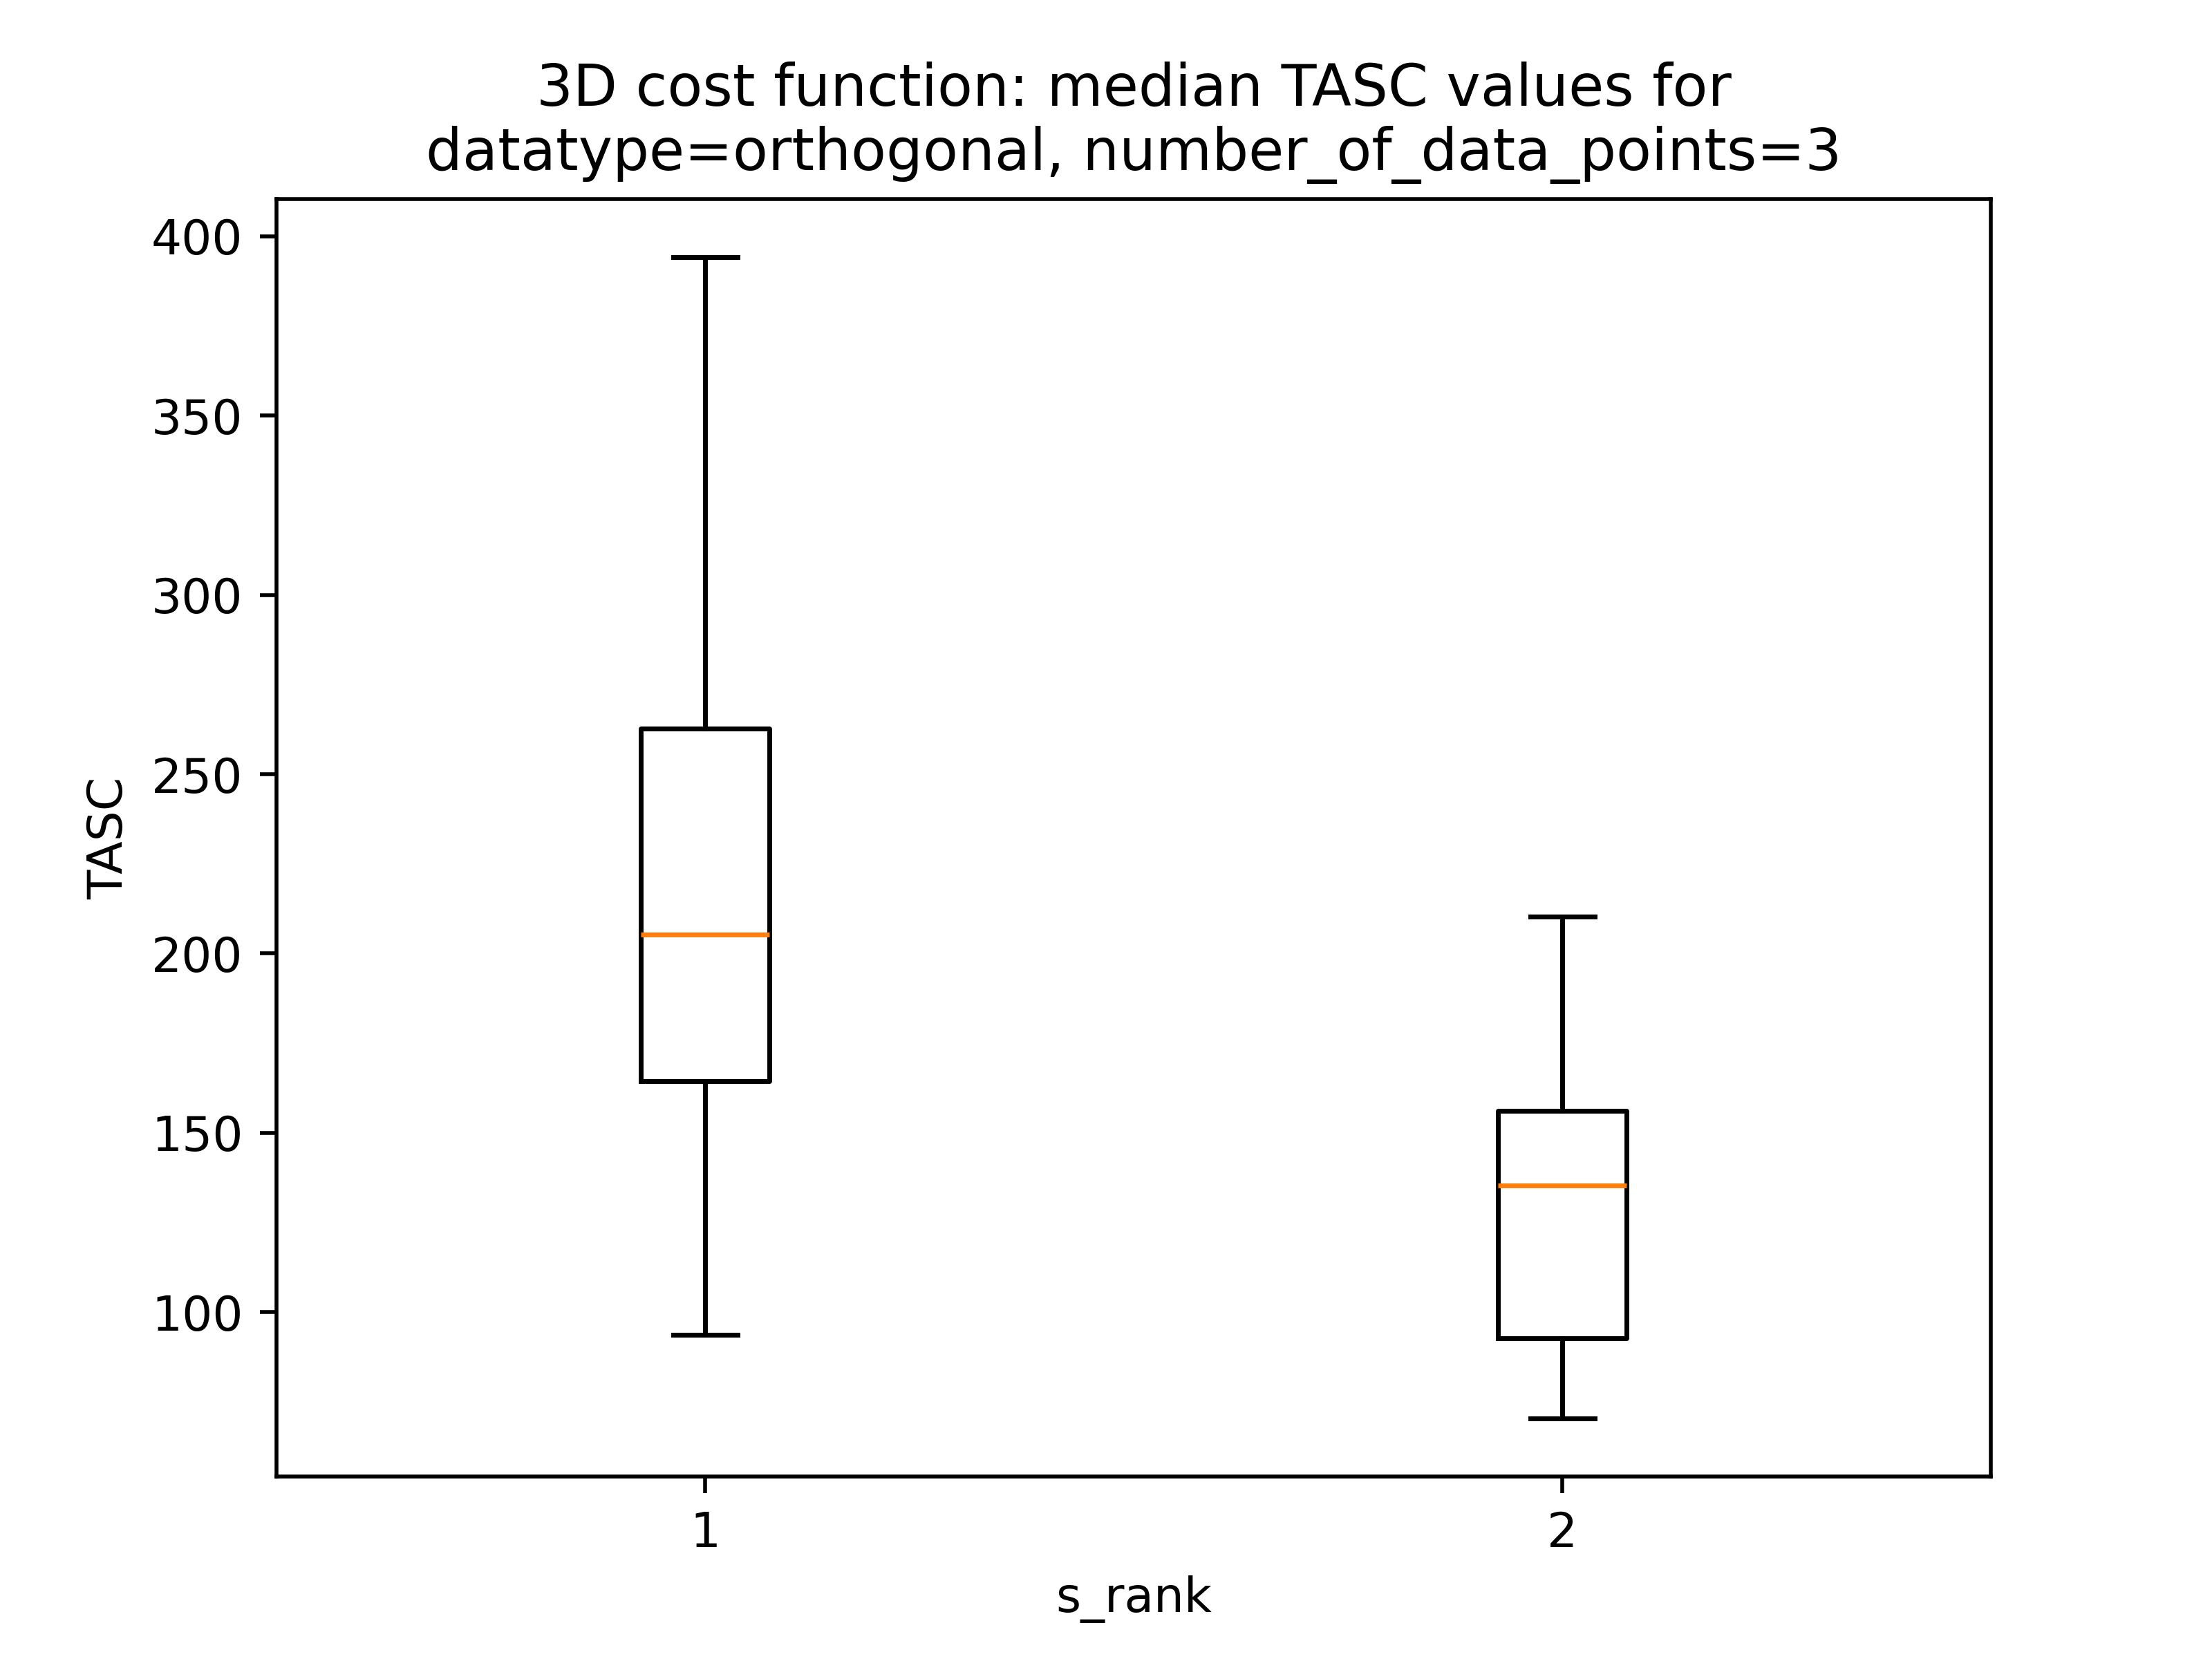 3D cost function: median TASC values for
datatype=orthogonal, number_of_data_points=3
400
350
300
250
200
150
100
TASC
1
2
s_rank